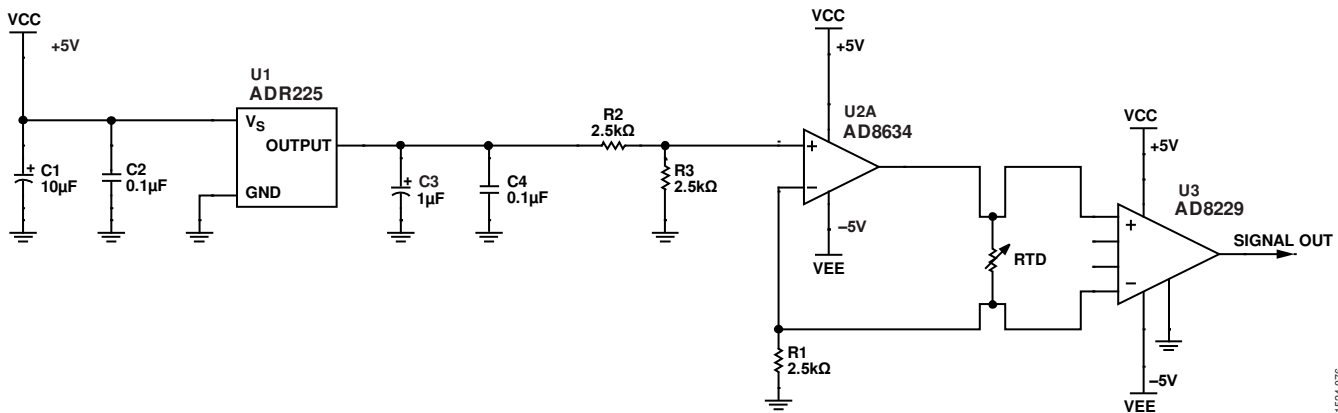 VCC
+5V
U1
ADR225
VS
OUTPUT
GND
+
C1
10µF
C2
0.1µF
+
C3
1µF
C4
0.1µF
R2
2.5kΩ
R3
2.5kΩ
VCC
+5V
U2A
AD8634
+
−
−5V
VEE
R1
2.5kΩ
RTD
VCC
+5V
U3
AD8229
+
−
SIGNAL OUT
−5V
VEE